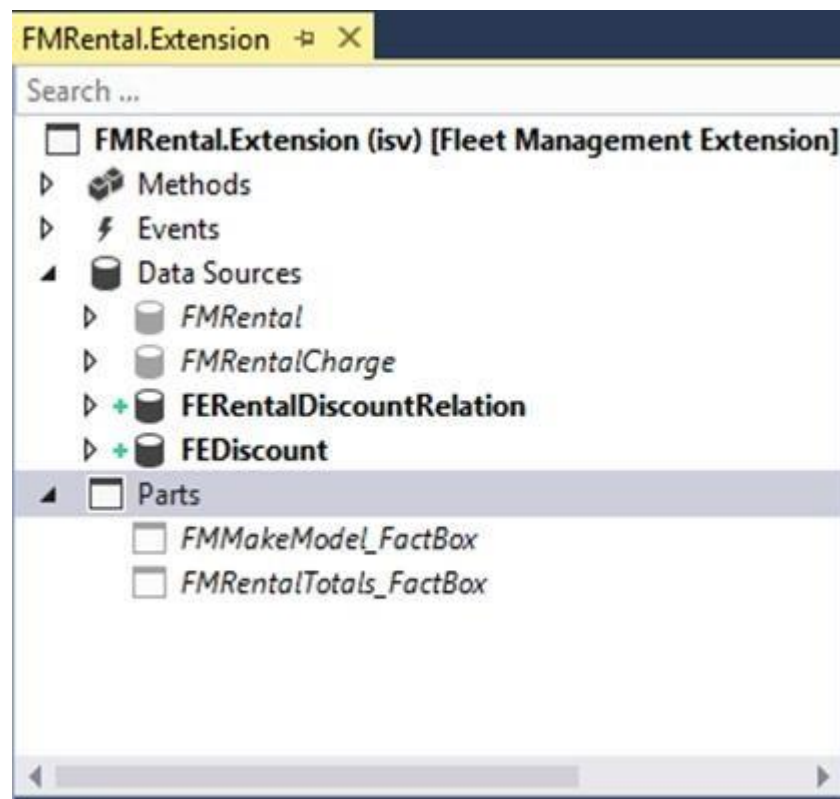 FMRental.Extension
Search ...
FMRental.Extension (isv) [Fleet Management Extension]
Methods
Events
Data Sources
FMRental
FMRentalCharge
FERentalDiscountRelation
FEDiscount
Parts
FMMakeModel_FactBox
FMRentalTotals_FactBox